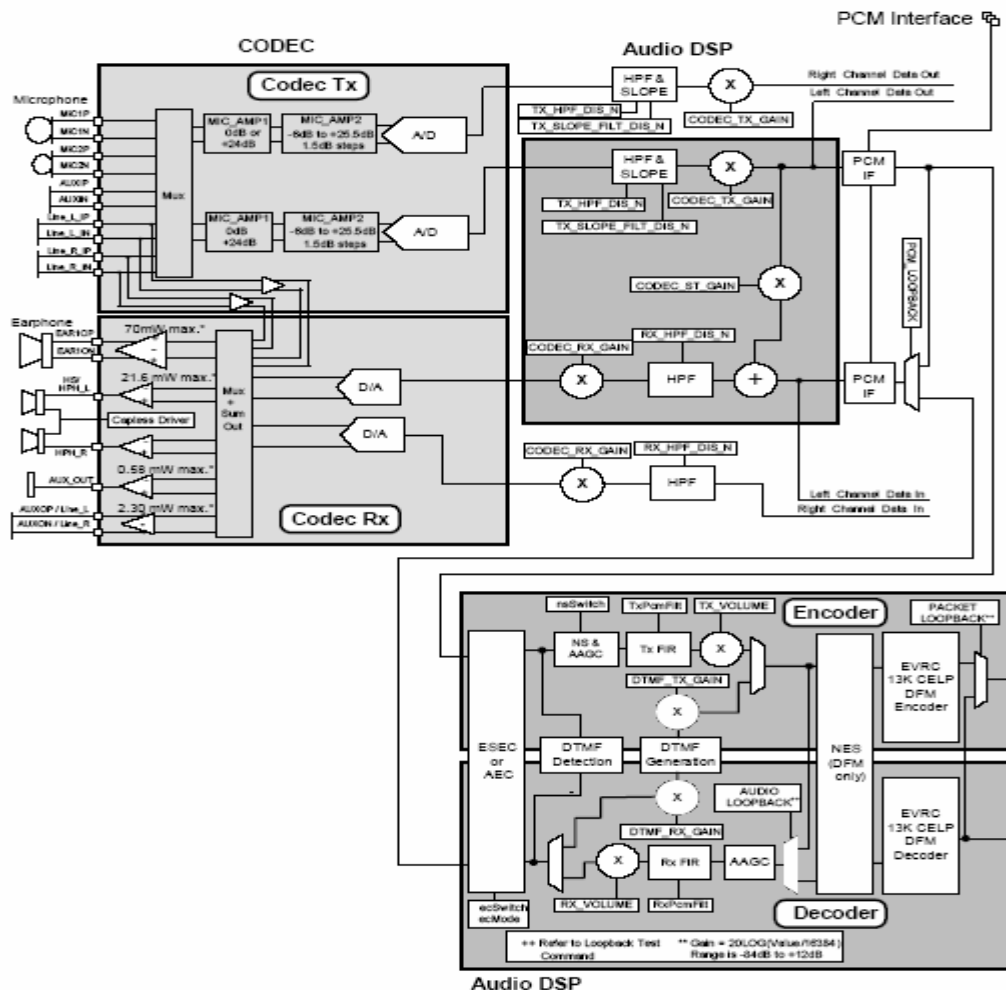 PCM Interface
CODEC
Audio DSP
Codec Tx
HPF & SLOPE
X
Right Channel Data Out
Left Channel Data Out
TX_HPF_DIS_N
TX_SLOPE_FILT_DIS_N
CODEC_TX_GAIN
Microphone
MIC1P
MIC1N
MIC2P
MIC2N
AUXIP
AUXIN
Line_L_IP
Line_L_IN
Line_R_IP
Line_R_IN
Mux
MIC_AMP1
0dB or
+24dB
MIC_AMP2
-6dB to +25.5dB
1.5dB steps
A/D
MIC_AMP1
0dB
+24dB
MIC_AMP2
-6dB to +25.5dB
1.5dB steps
A/D
HPF &
SLOPE
X
PCM
IF
TX_HPF_DIS_N
CODEC_TX_GAIN
TX_SLOPE_FILT_DIS_N
PCM_LOOPBACK
CODEC_ST_GAIN
X
Earphone
EAR1OP
EAR1ON
70mW max.*
HS/
HPH_L
21.6 mW max.*
Capless Driver
HPH_R
0.58 mW max.*
AUX_OUT
AUXOP / Line_L
2.30 mW max.*
AUXON / Line_R
Mux
+
Sum
Out
D/A
D/A
Codec Rx
RX_HPF_DIS_N
CODEC_RX_GAIN
X
HPF
+
PCM
IF
CODEC_RX_GAIN
RX_HPF_DIS_N
X
HPF
Left Channel Data In
Right Channel Data In
nsSwitch
TxPcmFilt
TX_VOLUME
Encoder
PACKET
LOOPBACK**
NS &
AAGC
Tx FIR
X
DTMF_TX_GAIN
X
EVRC
13K CELP
DFM
Encoder
ESEC
or
AEC
DTMF
Detection
DTMF
Generation
NES
(DFM
only)
X
AUDIO
LOOPBACK**
DTMF_RX_GAIN
EVRC
13K CELP
DFM
Decoder
X
Rx FIR
AAGC
RX_VOLUME
RxPcmFilt
Decoder
ecSwitch
ecMode
++ Refer to Loopback Test
Command
** Gain = 20LOG(Value/16384)
Range is -84dB to +12dB
Audio DSP